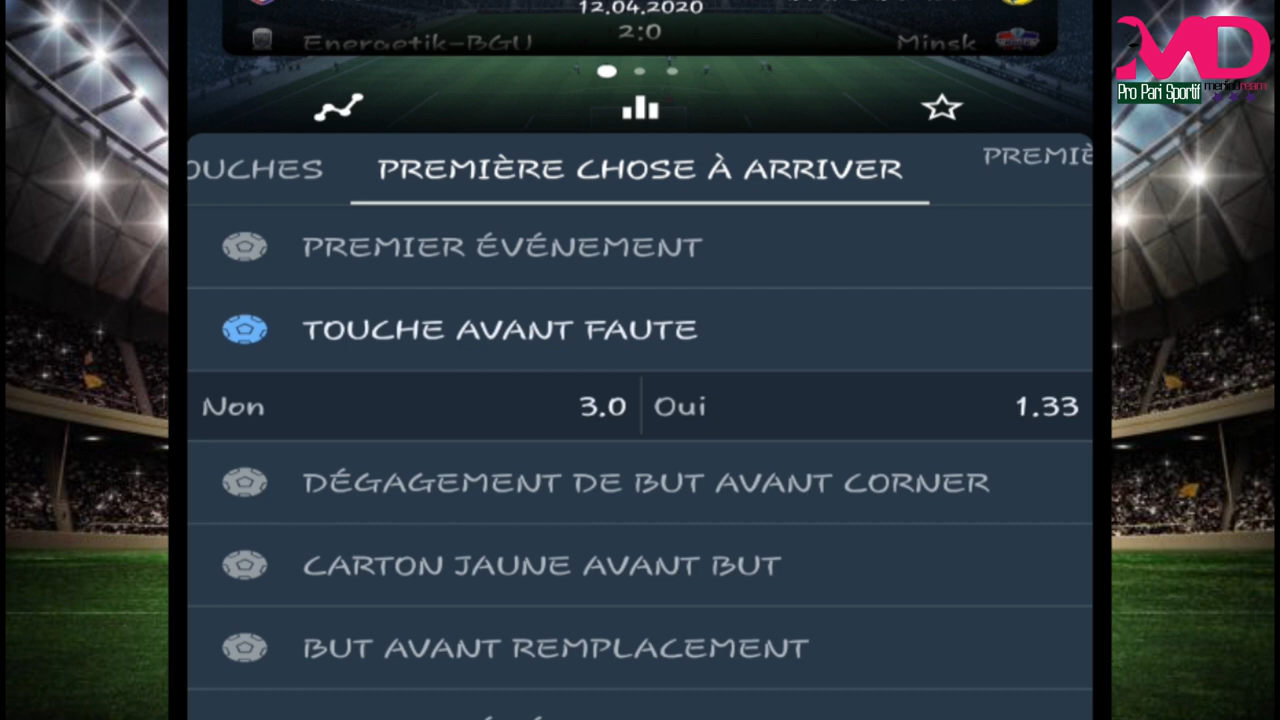 12.04.2020
Energetik-BGU 2:0 Minsk
OUCHES PREMIÈRE CHOSE À ARRIVER PREMIÈ
PREMIER ÉVÉNEMENT
TOUCHE AVANT FAUTE
Non 3.0 Oui 1.33
DÉGAGEMENT DE BUT AVANT CORNER
CARTON JAUNE AVANT BUT
BUT AVANT REMPLACEMENT
MD
Pro Pari Sportif